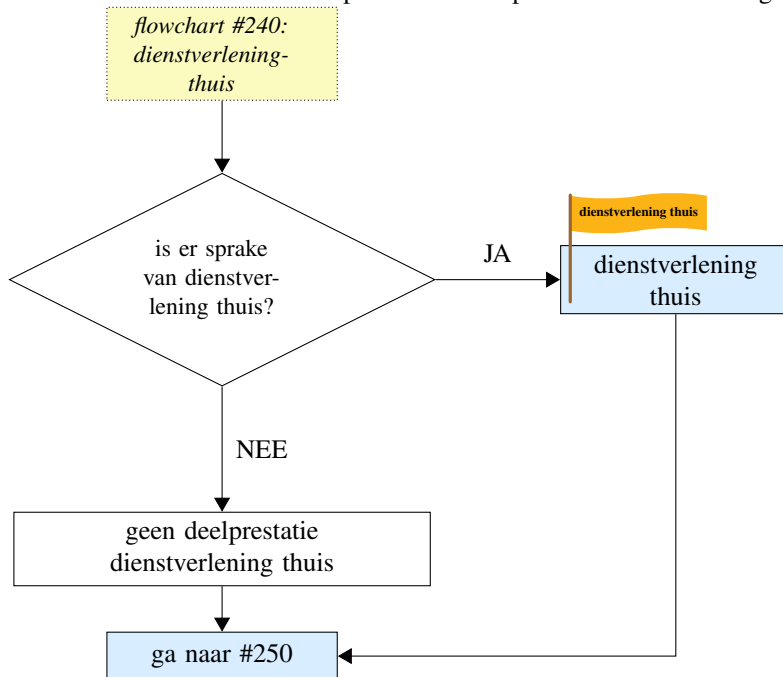 flowchart #240:
dienstverlening-
thuis
is er sprake
van dienstver-
lening thuis?
JA
dienstverlening thuis
dienstverlening
thuis
NEE
geen deelprestatie
dienstverlening thuis
ga naar #250